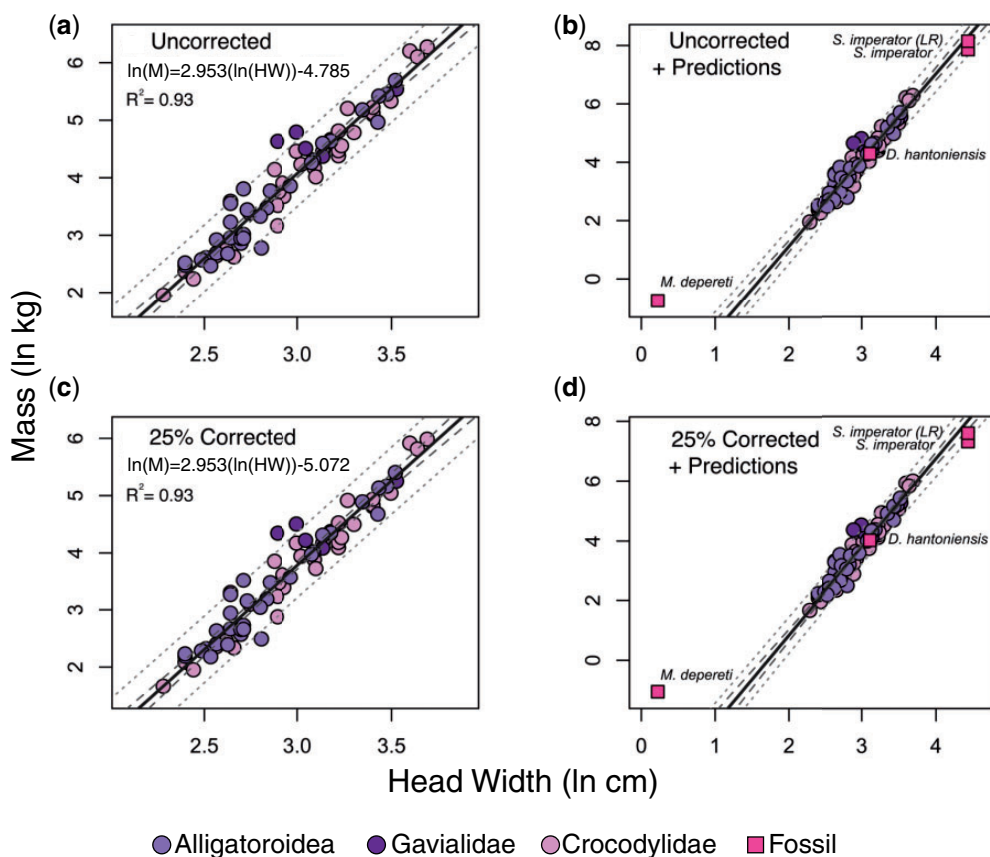 (a)
Uncorrected
ln(M)=2.953(ln(HW))-4.785
R²= 0.93
6
5
4
3
2
2.5 3.0 3.5
(b)
Uncorrected
+ Predictions
S. imperator (LR)
S. imperator
D. hantoniensis
M. depereti
8
6
4
2
0
0 1 2 3 4
(c)
25% Corrected
ln(M)=2.953(ln(HW))-5.072
R²= 0.93
6
5
4
3
2
2.5 3.0 3.5
(d)
25% Corrected
+ Predictions
S. imperator (LR)
S. imperator
D. hantoniensis
M. depereti
8
6
4
2
0
0 1 2 3 4
Mass (ln kg)
Head Width (ln cm)
Alligatoroidea Gavialidae Crocodylidae Fossil